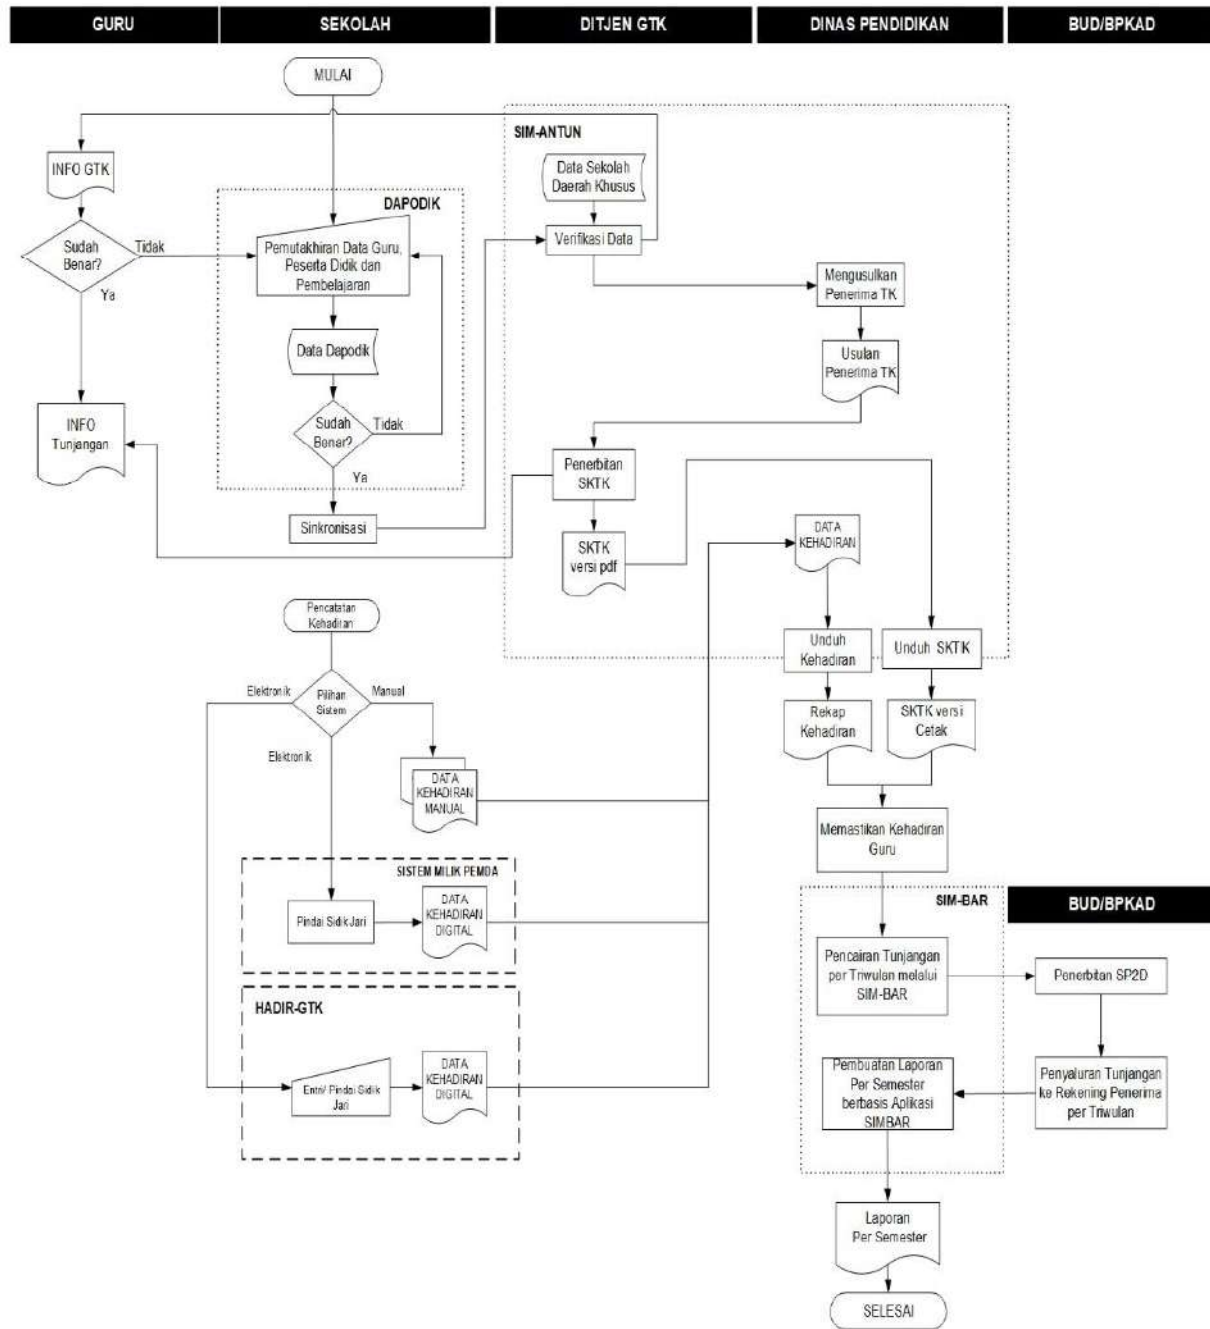 GURU
SEKOLAH
DITJEN GTK
DINAS PENDIDIKAN
BUD/BPKAD
MULAI
SIM-ANTUN
INFO GTK
Data Sekolah
Daerah Khusus
DAPODIK
Sudah
Benar?
Tidak
Ya
Pemutakhiran Data Guru,
Peserta Didik dan
Pembelajaran
Verifikasi Data
Mengusulkan
Penerima TK
Data Dapodik
Usulan
Penerima TK
INFO
Tunjangan
Sudah
Benar?
Tidak
Ya
Penerbitan
SKTK
Sinkronisasi
SKTK
versi pdf
DATA
KEHADIRAN
Pencatatan
Kehadiran
Unduh
Kehadiran
Unduh SKTK
Elektronik
Pilihan
Sistem
Manual
Rekap
Kehadiran
SKTK versi
Cetak
Elektronik
DATA
KEHADIRAN
MANUAL
Memastikan Kehadiran
Guru
SISTEM MILIK PEMDA
Pindai Sidik Jari
DATA
KEHADIRAN
DIGITAL
SIM-BAR
BUD/BPKAD
Pencairan Tunjangan
per Triwulan melalui
SIM-BAR
Penerbitan SP2D
HADIR-GTK
Entri/ Pindai Sidik
Jari
DATA
KEHADIRAN
DIGITAL
Pembuatan Laporan
Per Semester
berbasis Aplikasi
SIMBAR
Penyaluran Tunjangan
ke Rekening Penerima
per Triwulan
Laporan
Per Semester
SELESAI